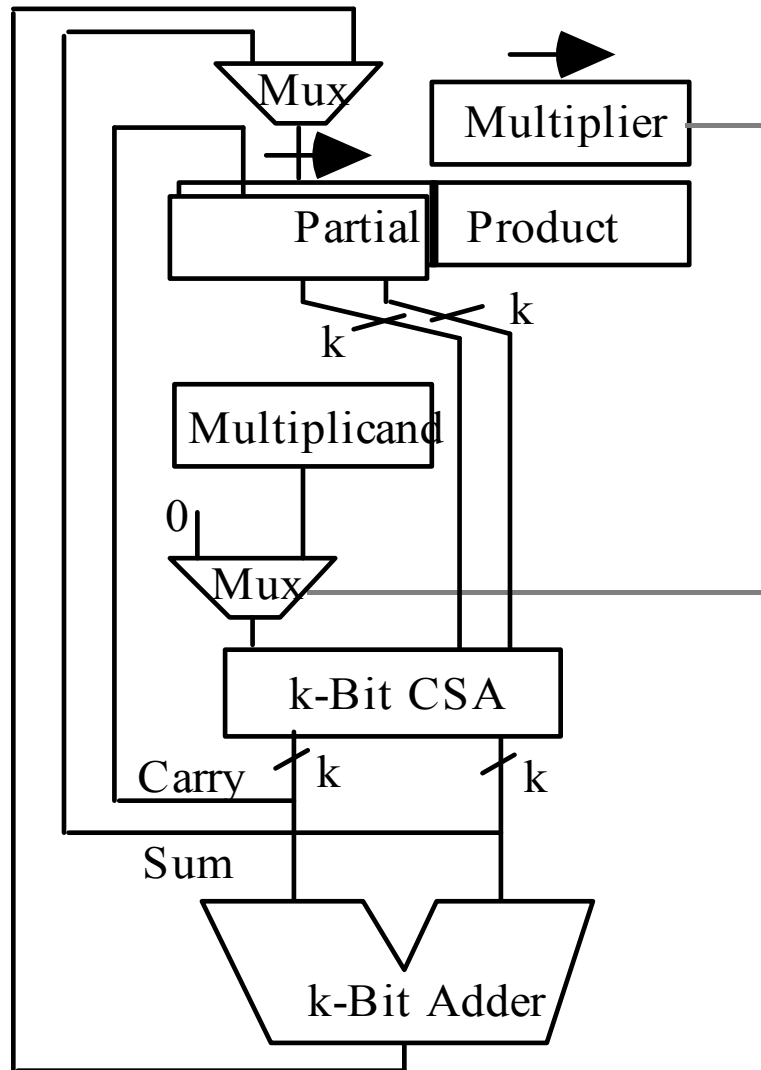 Mux
Multiplier
Partial Product
k
k
Multiplicand
0
Mux
k-Bit CSA
Carry
k
k
Sum
k-Bit Adder